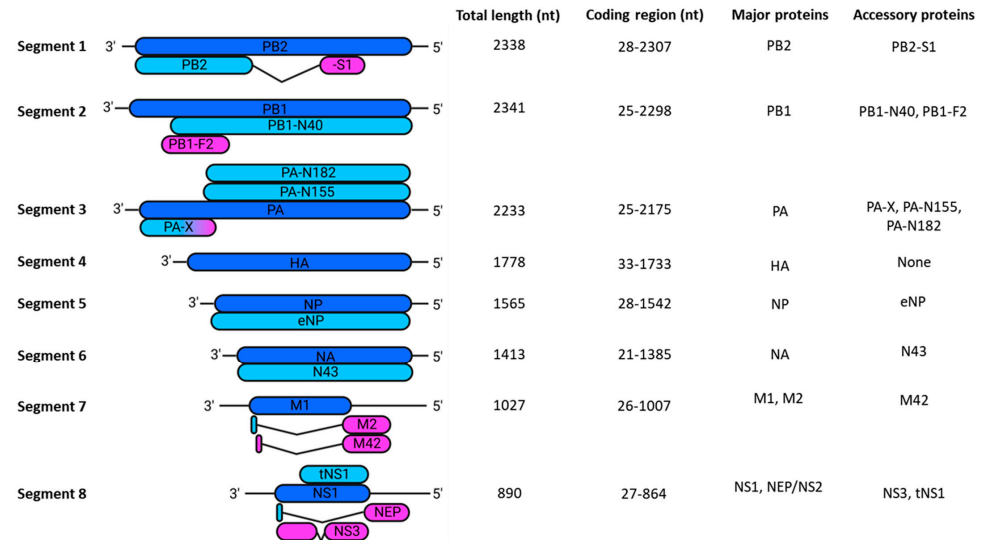 Total length (nt) Coding region (nt) Major proteins Accessory proteins
Segment 1 3' PB2 5' 2338 28-2307 PB2 PB2-S1
PB2 -S1
Segment 2 3' PB1 5' 2341 25-2298 PB1 PB1-N40, PB1-F2
PB1-N40
PB1-F2
PA-N182
PA-N155
Segment 3 3' PA 5' 2233 25-2175 PA PA-X, PA-N155,
PA-X PA-N182
Segment 4 3' HA 5' 1778 33-1733 HA None
Segment 5 3' NP 5' 1565 28-1542 NP eNP
eNP
Segment 6 3' NA 5' 1413 21-1385 NA N43
N43
Segment 7 3' M1 5' 1027 26-1007 M1, M2 M42
M2
M42
tNS1
Segment 8 3' NS1 5' 890 27-864 NS1, NEP/NS2 NS3, tNS1
NEP
NS3